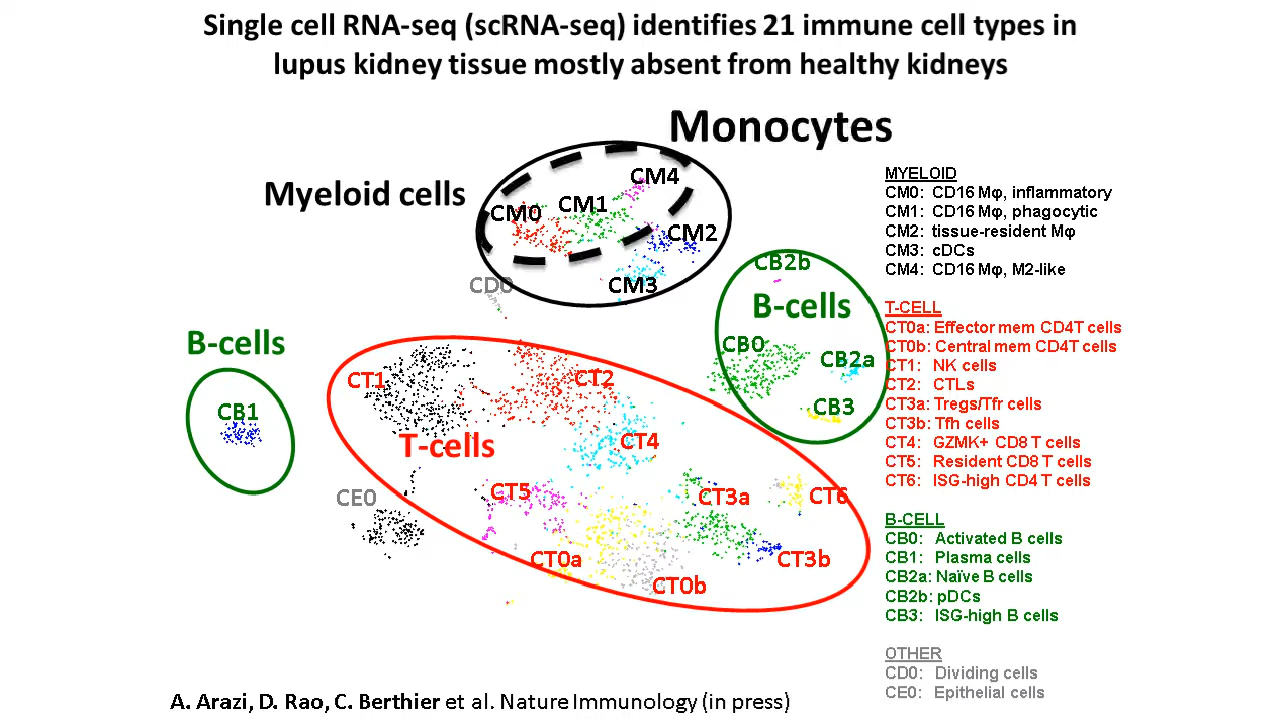 Single cell RNA-seq (scRNA-seq) identifies 21 immune cell types in
lupus kidney tissue mostly absent from healthy kidneys
Monocytes
Myeloid cells
CM4
CM0
CM1
CM2
CM3
CD0
CB2b
B-cells
CB0
CB2a
CB3
B-cells
CB1
CT1
CT2
T-cells
CT4
CE0
CT5
CT3a
CT6
CT0a
CT3b
CT0b
MYELOID
CM0: CD16 Mφ, inflammatory
CM1: CD16 Mφ, phagocytic
CM2: tissue-resident Mφ
CM3: cDCs
CM4: CD16 Mφ, M2-like
T-CELL
CT0a: Effector mem CD4T cells
CT0b: Central mem CD4T cells
CT1: NK cells
CT2: CTLs
CT3a: Tregs/Tfr cells
CT3b: Tfh cells
CT4: GZMK+ CD8 T cells
CT5: Resident CD8 T cells
CT6: ISG-high CD4 T cells
B-CELL
CB0: Activated B cells
CB1: Plasma cells
CB2a: Naïve B cells
CB2b: pDCs
CB3: ISG-high B cells
OTHER
CD0: Dividing cells
CE0: Epithelial cells
A. Arazi, D. Rao, C. Berthier et al. Nature Immunology (in press)